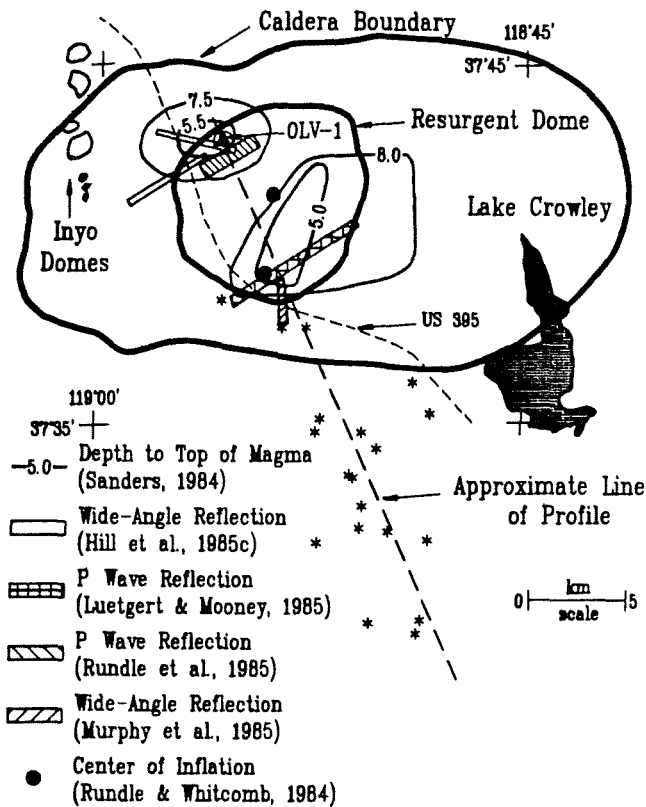 Caldera Boundary
118°45'
37°45'
7.5
5.5
OLV-1
Resurgent Dome
8.0
5.0
Lake Crowley
Inyo
Domes
US 395
119°00'
37°35'
-5.0- Depth to Top of Magma
(Sanders, 1984)
Wide-Angle Reflection
(Hill et al., 1985c)
P Wave Reflection
(Luetgert & Mooney, 1985)
P Wave Reflection
(Rundle et al., 1985)
Wide-Angle Reflection
(Murphy et al., 1985)
Center of Inflation
(Rundle & Whitcomb, 1984)
Approximate Line
of Profile
km
0 5
scale